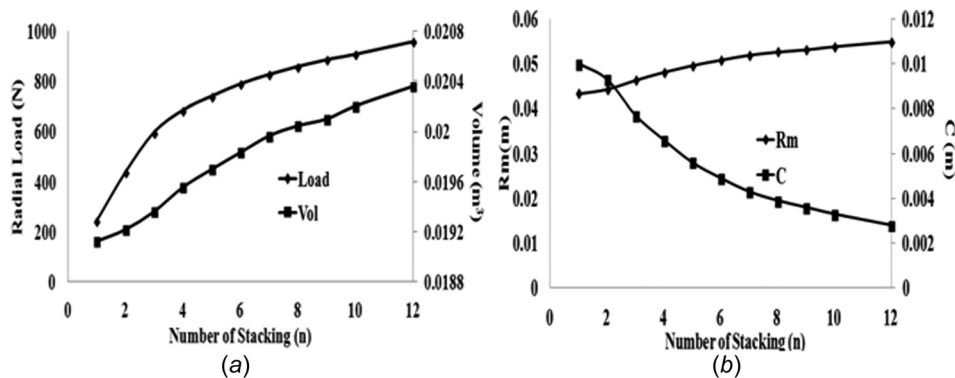 1000
800
600
400
200
0
Radial Load (N)
0.0208
0.0204
0.02
0.0196
0.0192
0.0188
Volume (m³)
Load
Vol
0 2 4 6 8 10 12
Number of Stacking (n)
(a)
0.06
0.05
0.04
0.03
0.02
0.01
0
Rm(m)
0.012
0.01
0.008
0.006
0.004
0.002
0
C (m)
Rm
C
0 2 4 6 8 10 12
Number of Stacking (n)
(b)